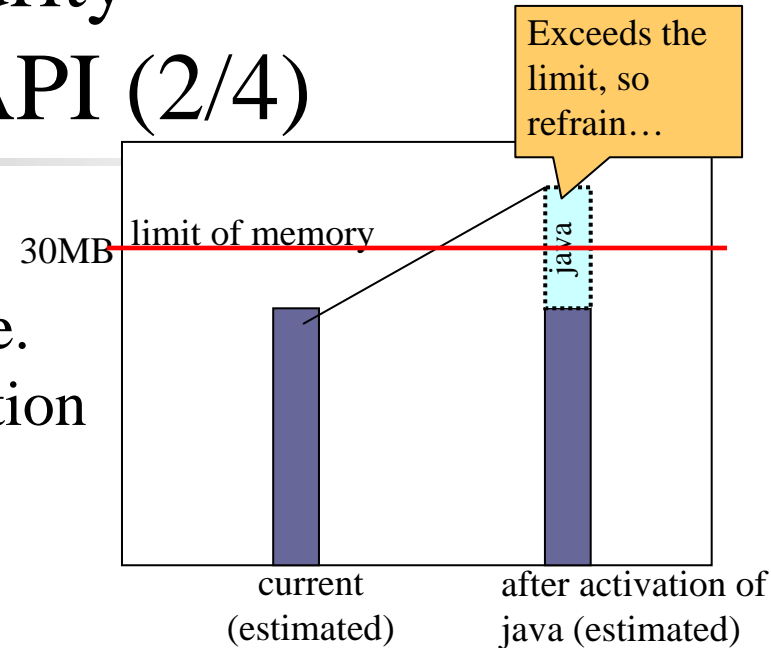 API (2/4)
Exceeds the
limit, so
refrain…
limit of memory
30MB
java
current
(estimated)
after activation of
java (estimated)